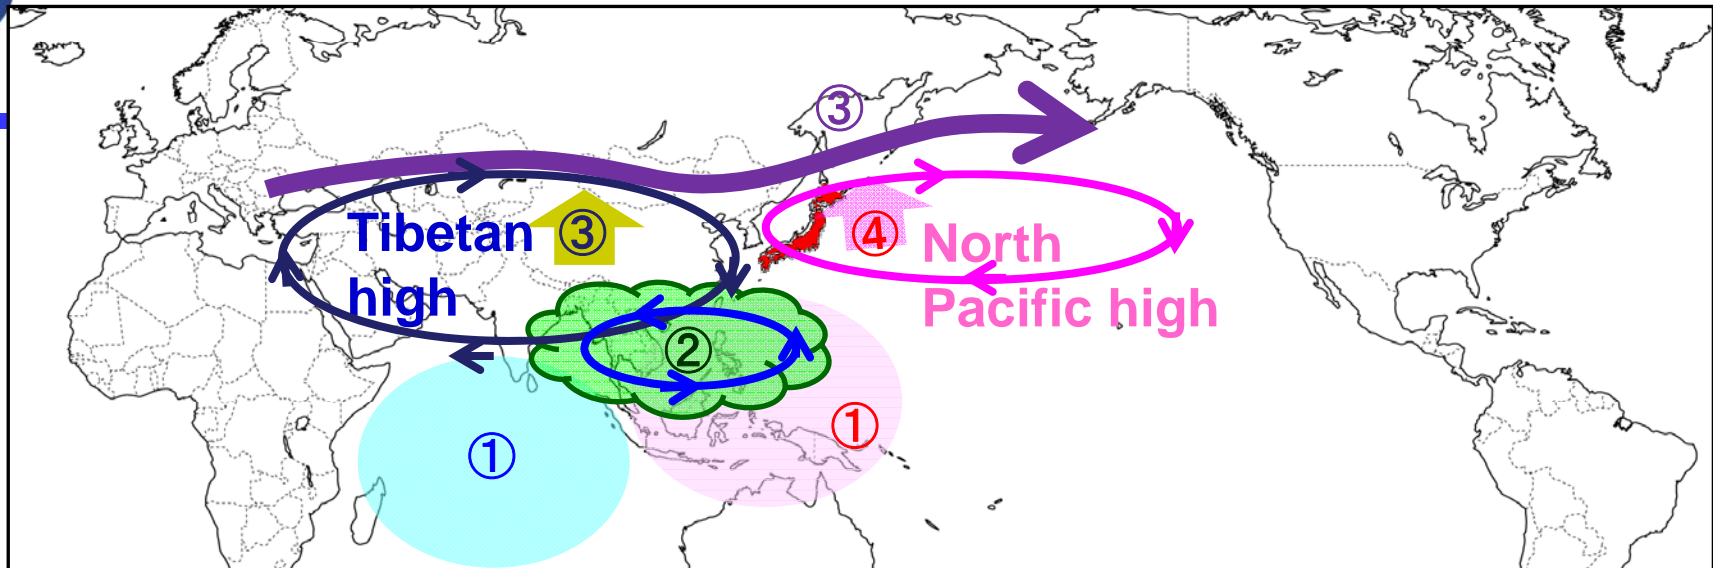 ③
Tibetan
high
③
④
North
Pacific high
②
①
①